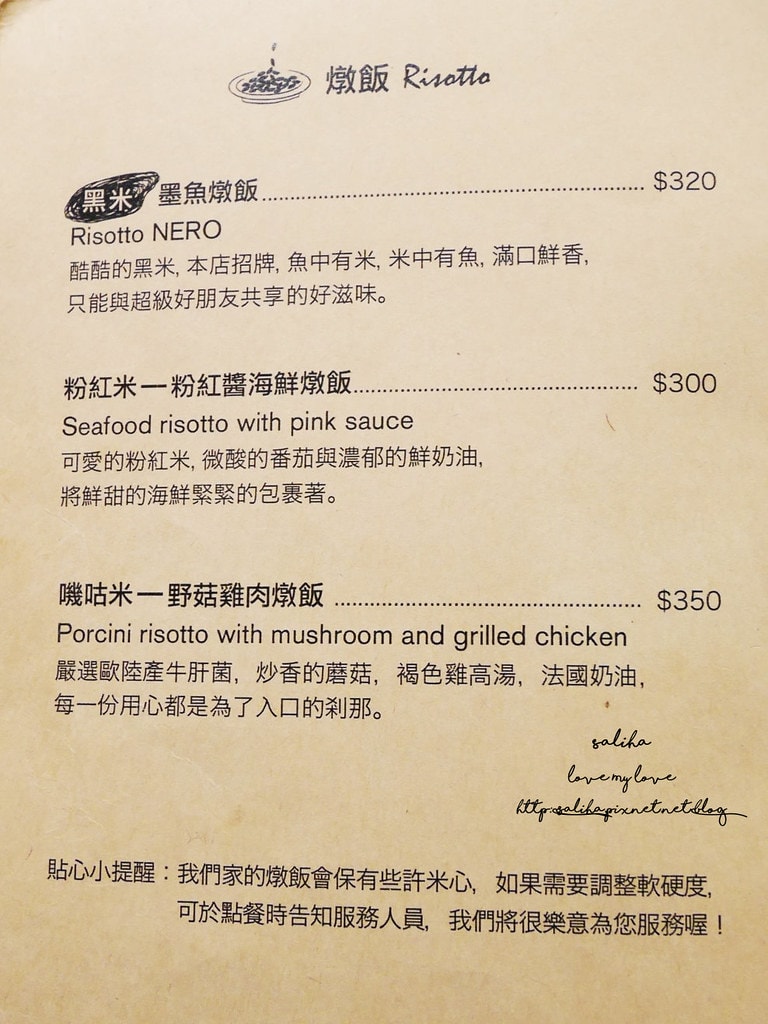 燉飯 Risotto
黑米 墨魚燉飯 $320
Risotto NERO
酷酷的黑米, 本店招牌, 魚中有米, 米中有魚, 滿口鮮香,
只能與超級好朋友共享的好滋味。
粉紅米－粉紅醬海鮮燉飯 $300
Seafood risotto with pink sauce
可愛的粉紅米, 微酸的番茄與濃郁的鮮奶油,
將鮮甜的海鮮緊緊的包裹著。
嘰咕米－野菇雞肉燉飯 $350
Porcini risotto with mushroom and grilled chicken
嚴選歐陸產牛肝菌, 炒香的蘑菇, 褐色雞高湯, 法國奶油,
每一份用心都是為了入口的剎那。
saliha
love my love
http:salihapixnetnetblog
貼心小提醒：我們家的燉飯會保有些許米心, 如果需要調整軟硬度,
可於點餐時告知服務人員, 我們將很樂意為您服務喔！